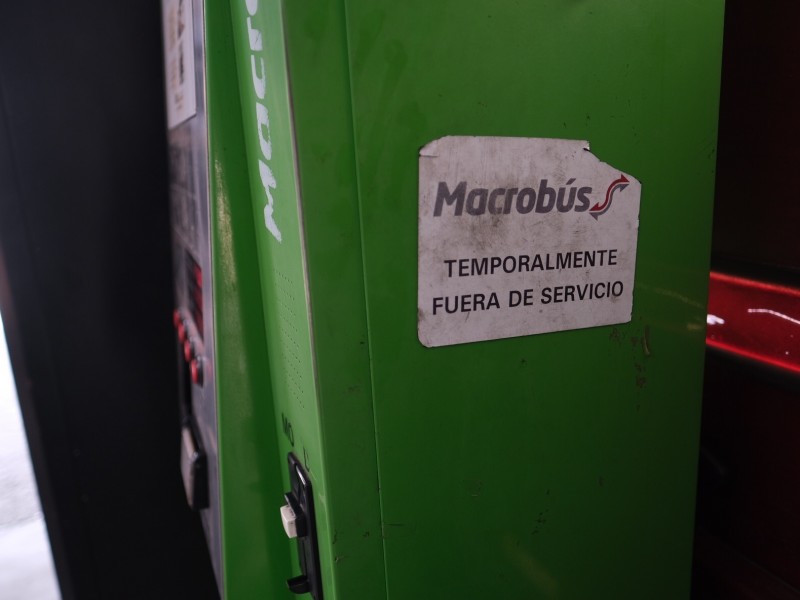 Macro
Macrobús
TEMPORALMENTE
FUERA DE SERVICIO